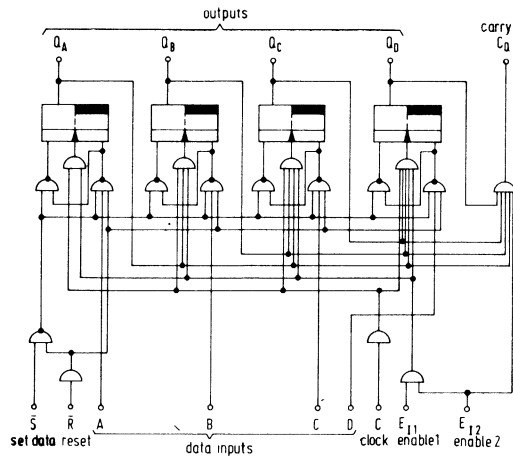 outputs
carry
Q_A Q_B Q_C Q_D C_Q
S̄ R̄ A B C D C E_I1 E_I2
set data reset clock enable1 enable 2
data inputs